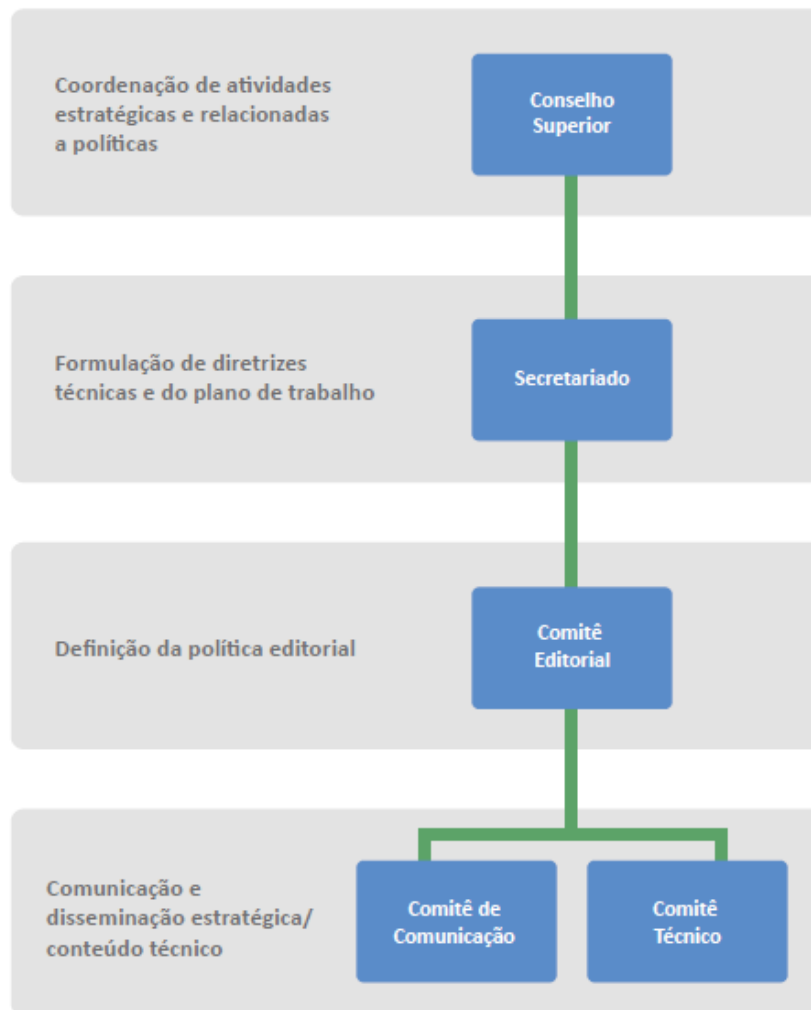 Coordenação de atividades
estratégicas e relacionadas
a políticas
Conselho
Superior
Formulação de diretrizes
técnicas e do plano de trabalho
Secretariado
Definição da política editorial
Comitê
Editorial
Comunicação e
disseminação estratégica/
conteúdo técnico
Comitê de
Comunicação
Comitê
Técnico